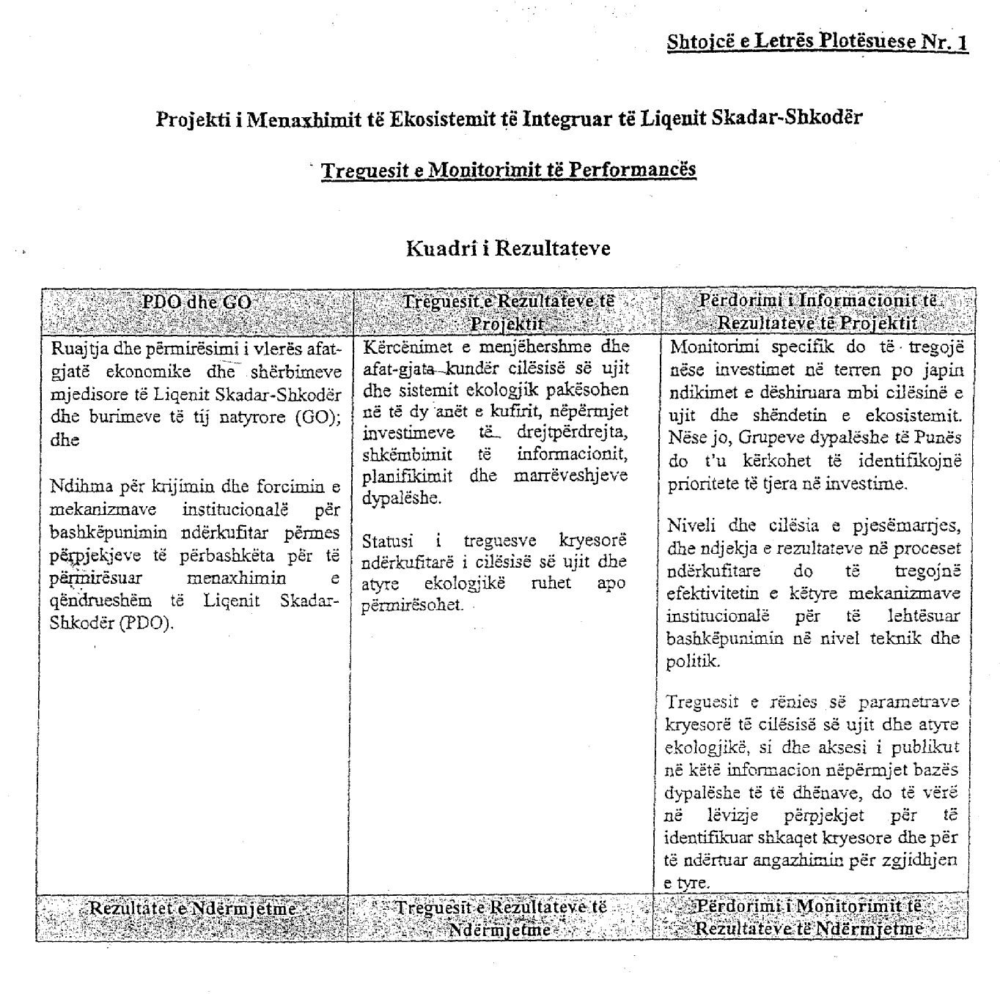 Shtojcë e Letrës Plotësuese Nr. 1
Projekti i Menaxhimit të Ekosistemit të Integruar të Liqenit Skadar-Shkodër
Treguesit e Monitorimit të Performancës
Kuadri i Rezultateve
PDO dhe GO
Treguesit e Rezultateve të
Projektit
Përdorimi i Informacionit të
Rezultateve të Projektit
Ruajtja dhe përmirësimi i vlerës afat-
gjatë ekonomike dhe shërbimeve
mjedisore të Liqenit Skadar-Shkodër
dhe burimeve të tij natyrore (GO);
dhe
Ndihma për krijimin dhe forcimin e
mekanizmave institucionalë për
bashkëpunimin ndërkufitar përmes
përpjekjeve të përbashkëta për të
përmirësuar menaxhimin e
qëndrueshëm të Liqenit Skadar-
Shkodër (PDO).
Kërcënimet e menjëhershme dhe
afat-gjata kundër cilësisë së ujit
dhe sistemit ekologjik pakësohen
në të dy anët e kufirit, nëpërmjet
investimeve të drejtpërdrejta,
shkëmbimit të informacionit,
planifikimit dhe marrëveshjeve
dypalëshe.
Statusi i treguesve kryesorë
ndërkufitarë i cilësisë së ujit dhe
atyre ekologjikë ruhet apo
përmirësohet.
Monitorimi specifik do të tregojë
nëse investimet në terren po japin
ndikimet e dëshiruara mbi cilësinë e
ujit dhe shëndetin e ekosistemit.
Nëse jo, Grupeve dypalëshe të Punës
do t'u kërkohet të identifikojnë
prioritete të tjera në investime.
Niveli dhe cilësia e pjesëmarrjes,
dhe ndjekja e rezultateve në proceset
ndërkufitare do të tregojnë
efektivitetin e këtyre mekanizmave
institucionalë për të lehtësuar
bashkëpunimin në nivel teknik dhe
politik.
Treguesit e rënies së parametrave
kryesorë të cilësisë së ujit dhe atyre
ekologjikë, si dhe aksesi i publikut
në këtë informacion nëpërmjet bazës
dypalëshe të të dhënave, do të vërë
në lëvizje përpjekjet për të
identifikuar shkaqet kryesore dhe për
të ndërtuar angazhimin për zgjidhjen
e tyre.
Rezultatet e Ndërmjetme
Treguesit e Rezultateve të
Ndërmjetme
Përdorimi i Monitorimit të
Rezultateve të Ndërmjetme